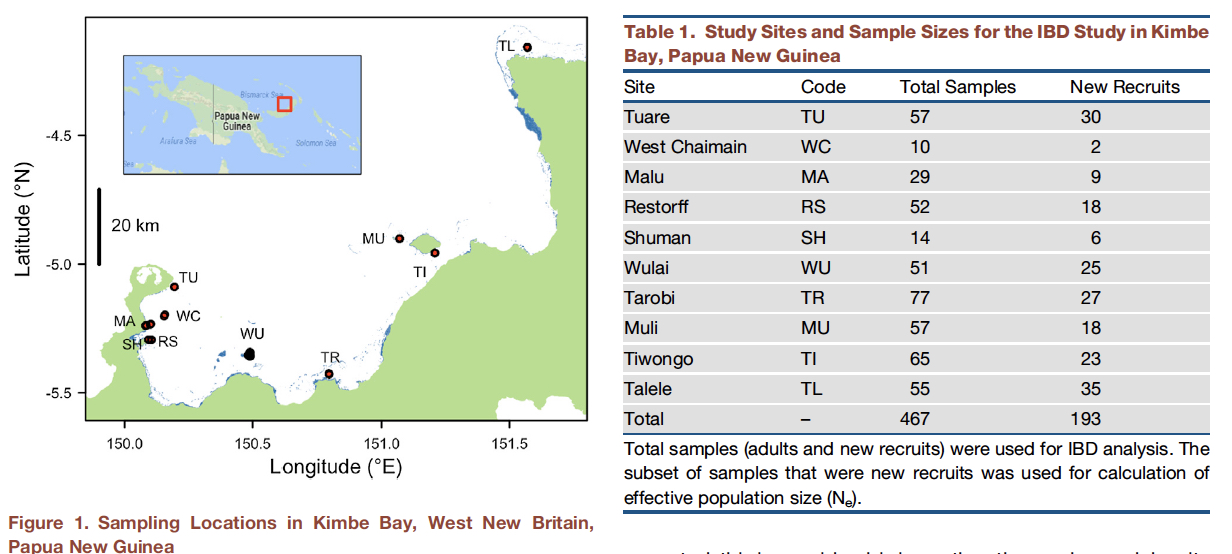 TL
Bismarck Sea
Papua New
Guinea
Arafura Sea
Solomon Sea
-4.5
-5.0
-5.5
Latitude (°N)
20 km
MU
TI
TU
WC
MA
SH
RS
WU
TR
150.0 150.5 151.0 151.5
Longitude (°E)
Figure 1. Sampling Locations in Kimbe Bay, West New Britain,
Papua New Guinea
Table 1. Study Sites and Sample Sizes for the IBD Study in Kimbe
Bay, Papua New Guinea
Site Code Total Samples New Recruits
Tuare TU 57 30
West Chaimain WC 10 2
Malu MA 29 9
Restorff RS 52 18
Shuman SH 14 6
Wulai WU 51 25
Tarobi TR 77 27
Muli MU 57 18
Tiwongo TI 65 23
Talele TL 55 35
Total – 467 193
Total samples (adults and new recruits) were used for IBD analysis. The
subset of samples that were new recruits was used for calculation of
effective population size (Ne).